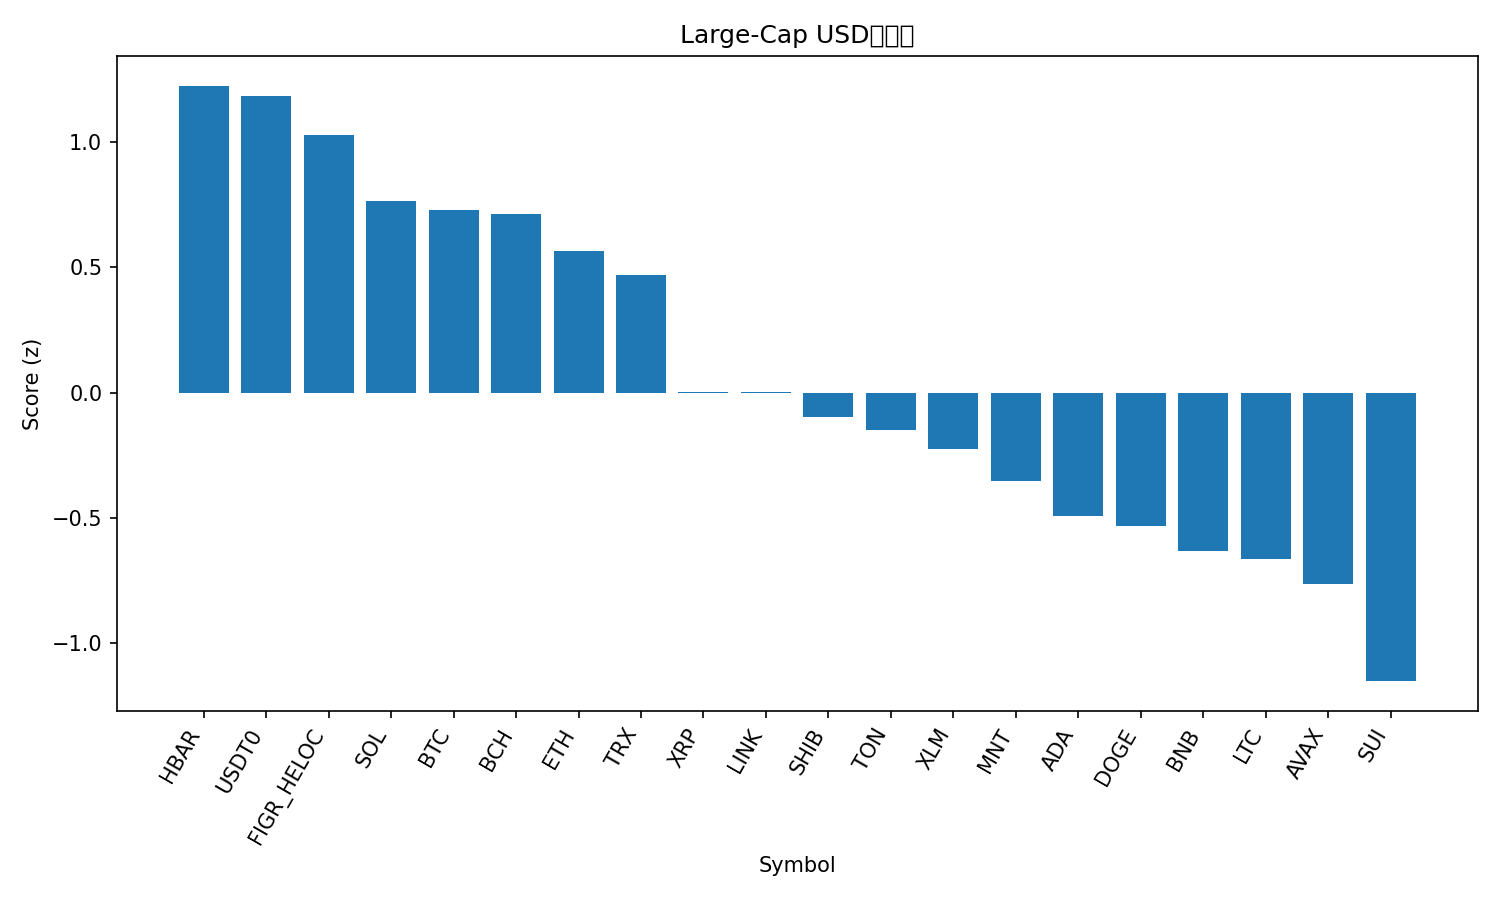 Large-Cap USD
Score (z)
1.0
0.5
0.0
−0.5
−1.0
HBAR
USDT0
FIGR_HELOC
SOL
BTC
BCH
ETH
TRX
XRP
LINK
SHIB
TON
XLM
MNT
ADA
DOGE
BNB
LTC
AVAX
SUI
Symbol